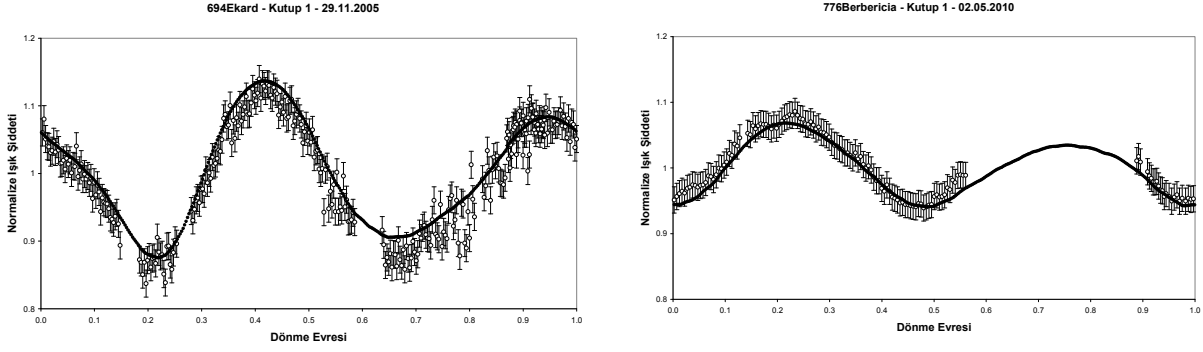 694Ekard - Kutup 1 - 29.11.2005
1.2
1.1
1
0.9
0.8
0.0 0.1 0.2 0.3 0.4 0.5 0.6 0.7 0.8 0.9 1.0
Normalize Işık Şiddeti
Dönme Evresi
776Berbericia - Kutup 1 - 02.05.2010
1.2
1.1
1
0.9
0.8
0.0 0.1 0.2 0.3 0.4 0.5 0.6 0.7 0.8 0.9 1.0
Normalize Işık Şiddeti
Dönme Evresi